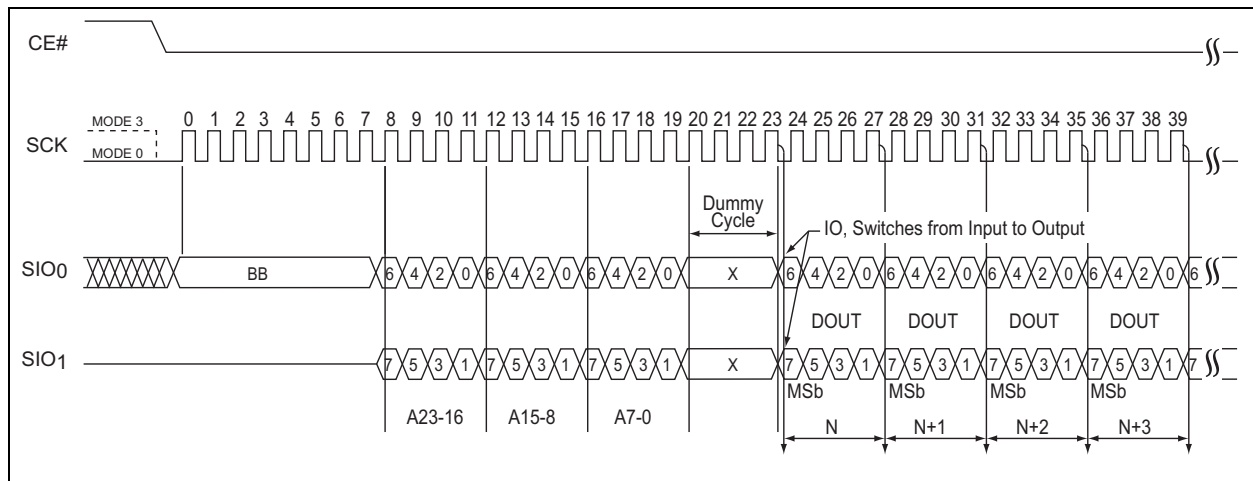 CE#
MODE 3
0 1 2 3 4 5 6 7 8 9 10 11 12 13 14 15 16 17 18 19 20 21 22 23 24 25 26 27 28 29 30 31 32 33 34 35 36 37 38 39
SCK
MODE 0
Dummy
Cycle
IO, Switches from Input to Output
SIO0 BB 6 4 2 0 6 4 2 0 6 4 2 0 X 6 4 2 0 6 4 2 0 6 4 2 0 6 4 2 0 6
DOUT DOUT DOUT DOUT
SIO1 7 5 3 1 7 5 3 1 7 5 3 1 X 7 5 3 1 7 5 3 1 7 5 3 1 7 5 3 1 7
MSb MSb MSb MSb
A23-16 A15-8 A7-0
N N+1 N+2 N+3